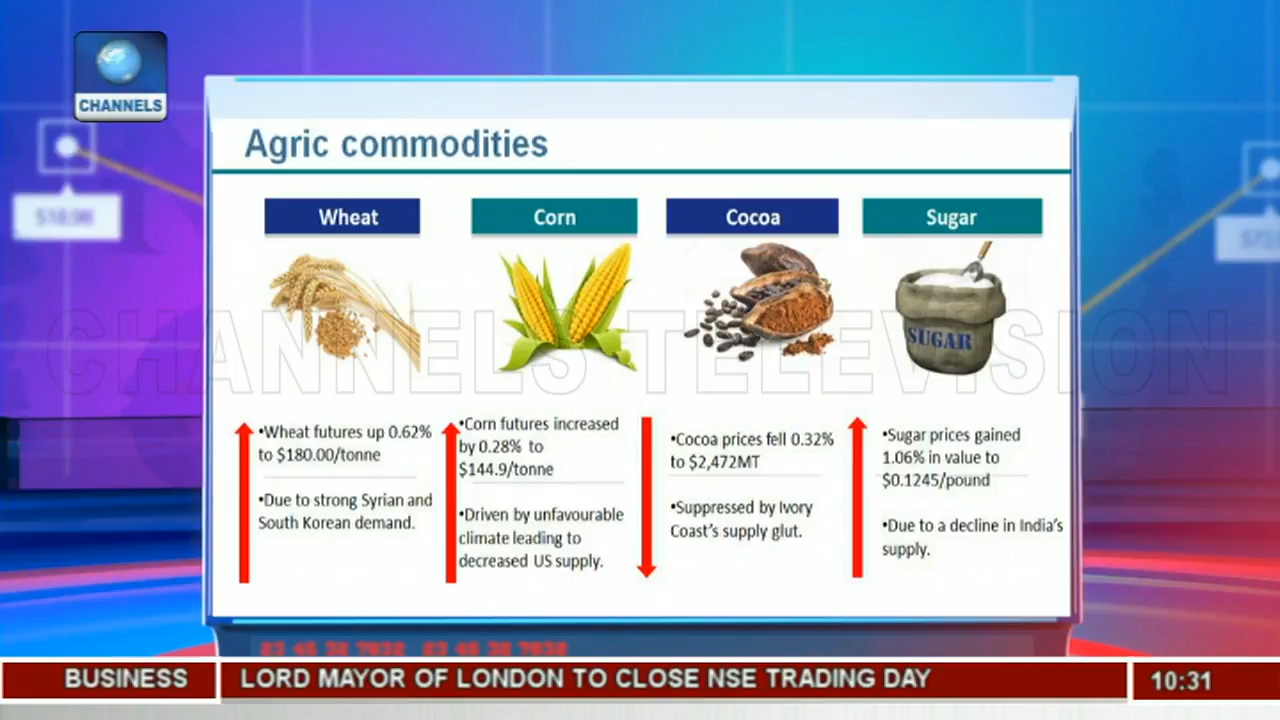 CHANNELS
Agric commodities
Wheat
Corn
Cocoa
Sugar
SUGAR
CHANNELS TELEVISION
•Wheat futures up 0.62%
to $180.00/tonne
•Due to strong Syrian and
South Korean demand.
•Corn futures increased
by 0.28% to
$144.9/tonne
•Driven by unfavourable
climate leading to
decreased US supply.
•Cocoa prices fell 0.32%
to $2,472MT
•Suppressed by Ivory
Coast's supply glut.
•Sugar prices gained
1.06% in value to
$0.1245/pound
•Due to a decline in India's
supply.
BUSINESS
LORD MAYOR OF LONDON TO CLOSE NSE TRADING DAY
10:31